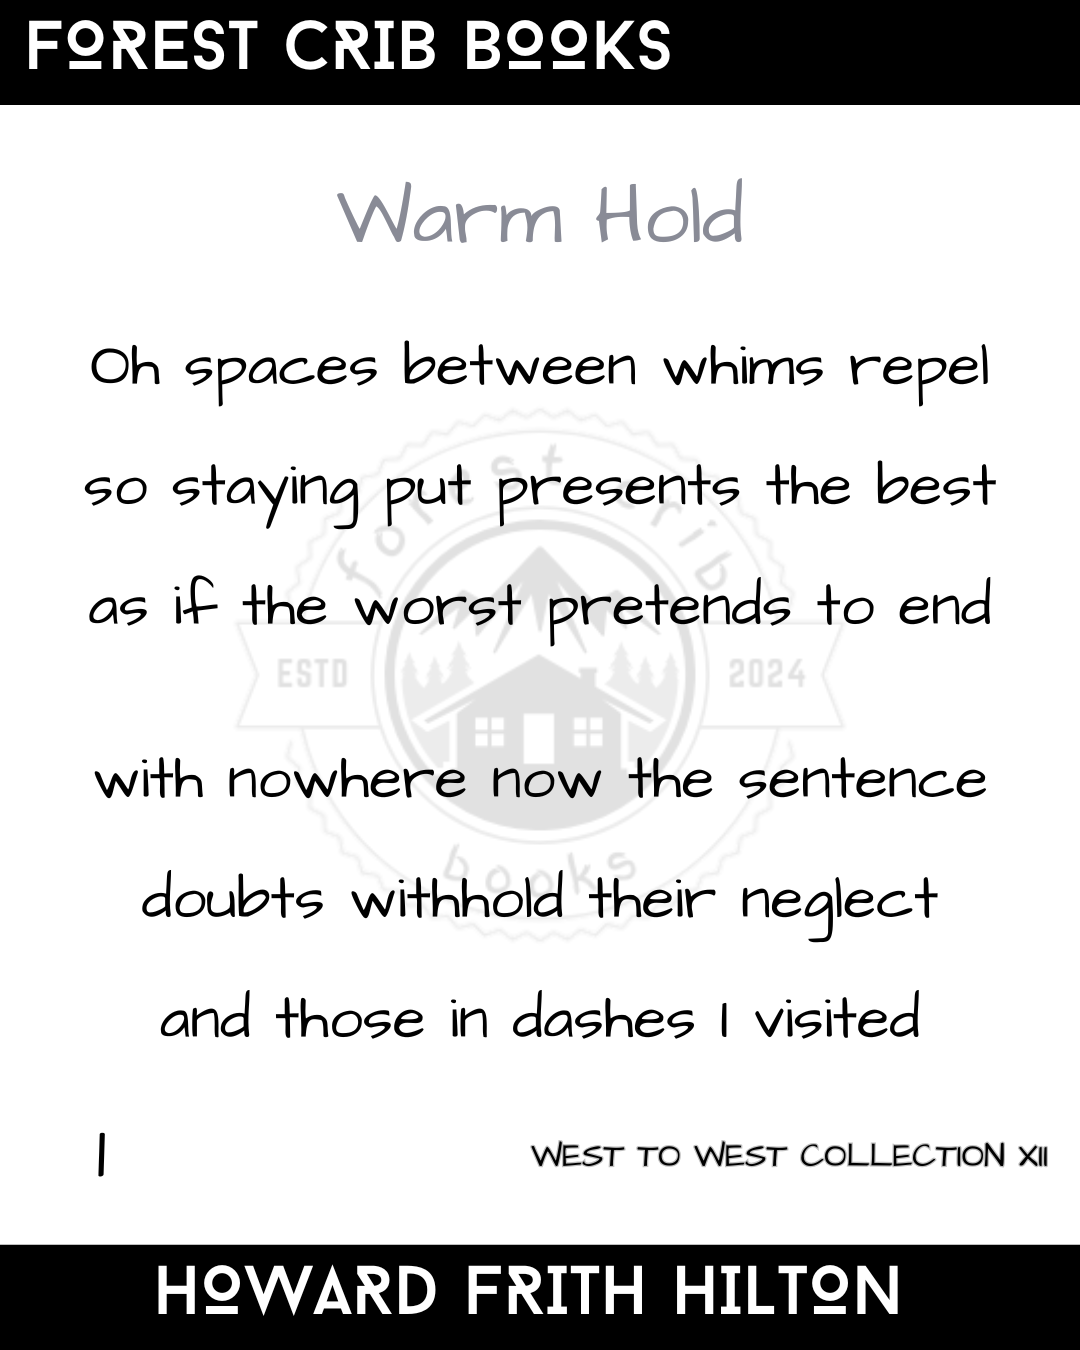 FOREST CRIB BOOKS
Warm Hold
Oh spaces between whims repel
so staying put presents the best
as if the worst pretends to end
with nowhere now the sentence
doubts withhold their neglect
and those in dashes I visited
forest crib
ESTD 2024
books
1
WEST TO WEST COLLECTION XII
HOWARD FRITH HILTON